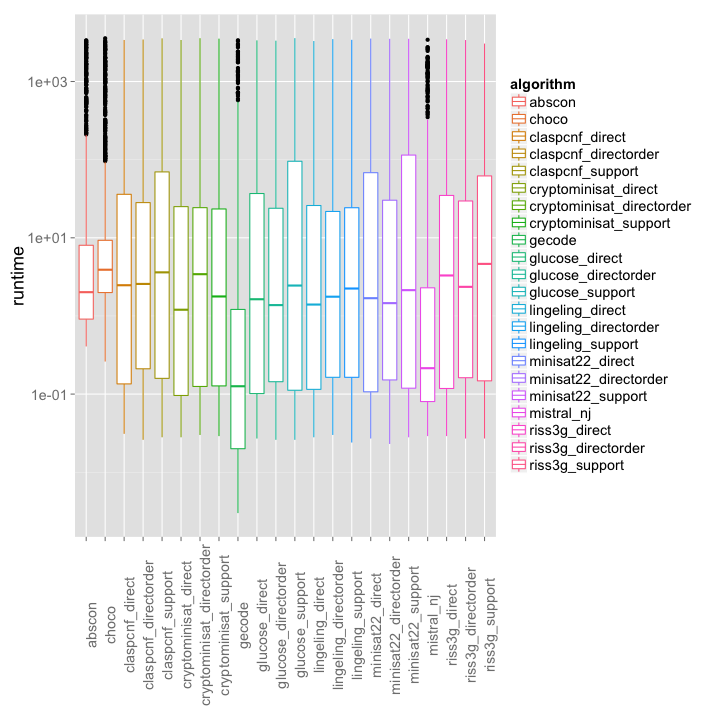 1e+03
1e+01
1e-01
runtime
abscon
choco
claspcnf_direct
claspcnf_directorder
claspcnf_support
cryptominisat_direct
cryptominisat_directorder
cryptominisat_support
gecode
glucose_direct
glucose_directorder
glucose_support
lingeling_direct
lingeling_directorder
lingeling_support
minisat22_direct
minisat22_directorder
minisat22_support
mistral_nj
riss3g_direct
riss3g_directorder
riss3g_support
algorithm
abscon
choco
claspcnf_direct
claspcnf_directorder
claspcnf_support
cryptominisat_direct
cryptominisat_directorder
cryptominisat_support
gecode
glucose_direct
glucose_directorder
glucose_support
lingeling_direct
lingeling_directorder
lingeling_support
minisat22_direct
minisat22_directorder
minisat22_support
mistral_nj
riss3g_direct
riss3g_directorder
riss3g_support